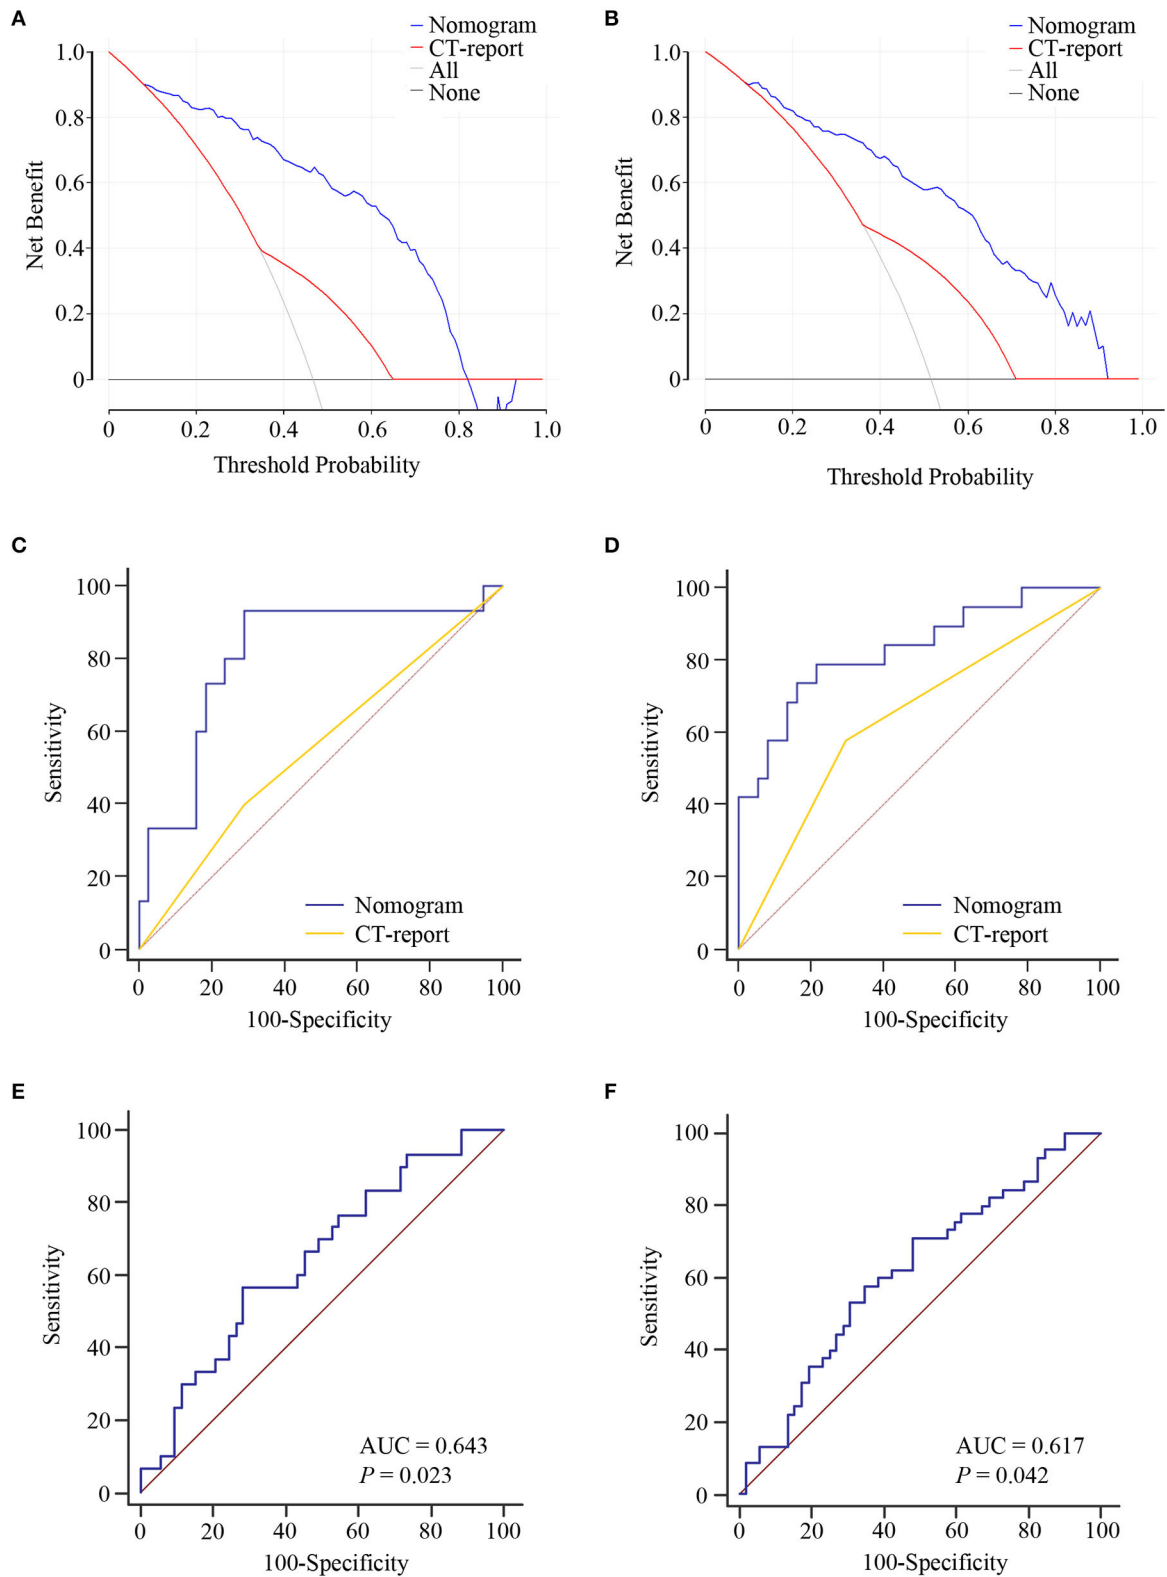 A
Nomogram
CT-report
All
None
1.0
0.8
0.6
0.4
0.2
0
Net Benefit
0 0.2 0.4 0.6 0.8 1.0
Threshold Probability
B
Nomogram
CT-report
All
None
1.0
0.8
0.6
0.4
0.2
0
Net Benefit
0 0.2 0.4 0.6 0.8 1.0
Threshold Probability
C
100
80
60
40
20
0
Sensitivity
Nomogram
CT-report
0 20 40 60 80 100
100-Specificity
D
100
80
60
40
20
0
Sensitivity
Nomogram
CT-report
0 20 40 60 80 100
100-Specificity
E
100
80
60
40
20
0
Sensitivity
AUC = 0.643
P = 0.023
0 20 40 60 80 100
100-Specificity
F
100
80
60
40
20
0
Sensitivity
AUC = 0.617
P = 0.042
0 20 40 60 80 100
100-Specificity